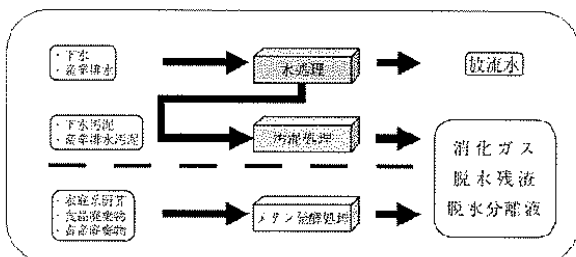 ・下水
・産業排水
水処理
放流水
・下水汚泥
・産業排水汚泥
汚泥処理
消化ガス
脱水残渣
脱水分離液
・家庭系厨芥
・食品廃棄物
・畜産廃棄物
メタン発酵処理